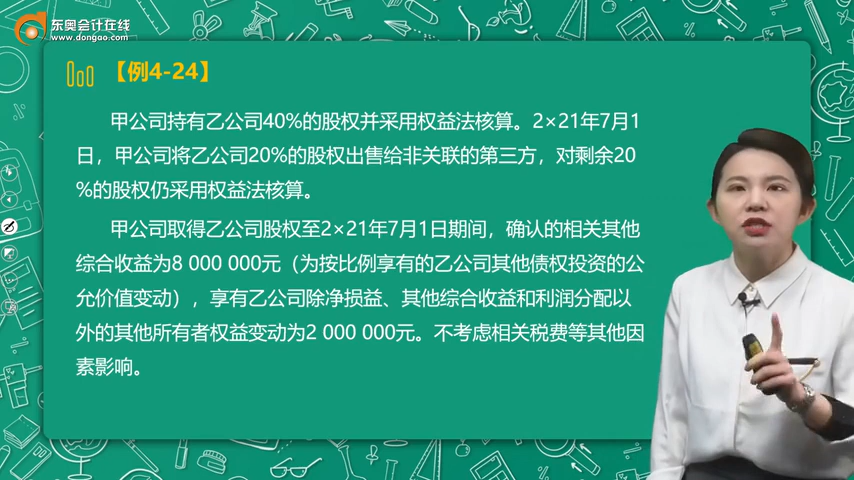 东奥会计在线
www.dongao.com
【例4-24】
甲公司持有乙公司40%的股权并采用权益法核算。2×21年7月1
日，甲公司将乙公司20%的股权出售给非关联的第三方，对剩余20
%的股权仍采用权益法核算。
甲公司取得乙公司股权至2×21年7月1日期间，确认的相关其他
综合收益为8 000 000元（为按比例享有的乙公司其他债权投资的公
允价值变动），享有乙公司除净损益、其他综合收益和利润分配以
外的其他所有者权益变动为2 000 000元。不考虑相关税费等其他因
素影响。